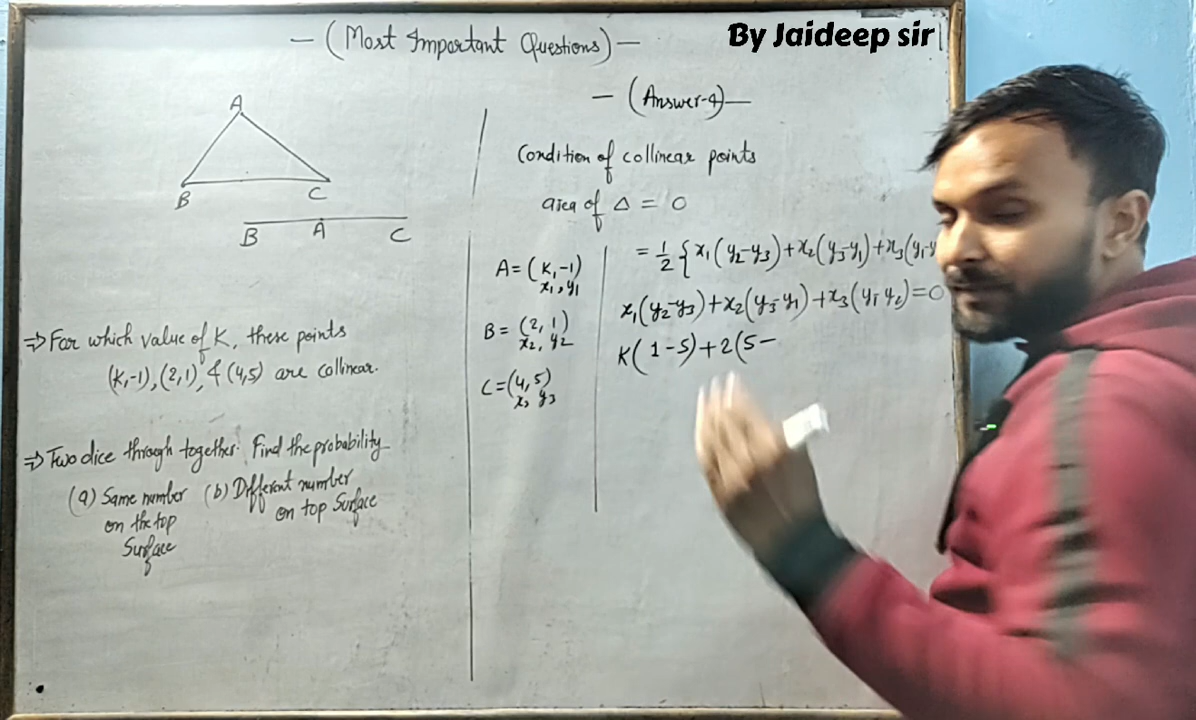 — (Most Important Questions) —
By Jaideep sir
A
B C
B A C
⇒ For which value of K, these points
(K,-1), (2,1), & (4,5) are collinear.
⇒ Two dice through together. Find the probability
(a) Same number
on the top
Surface
(b) Different number
on top Surface
— (Answer-4) —
Condition of collinear points
area of Δ = 0
A = (K,-1)
x₁, y₁
B = (2, 1)
x₂, y₂
C = (4, 5)
x₃ y₃
= 1/2 { x₁(y₂-y₃)+x₂(y₃-y₁)+x₃(y₁-y
x₁(y₂-y₃)+x₂(y₃-y₁)+x₃(y₁-y₂)=0
K(1-5)+2(5-